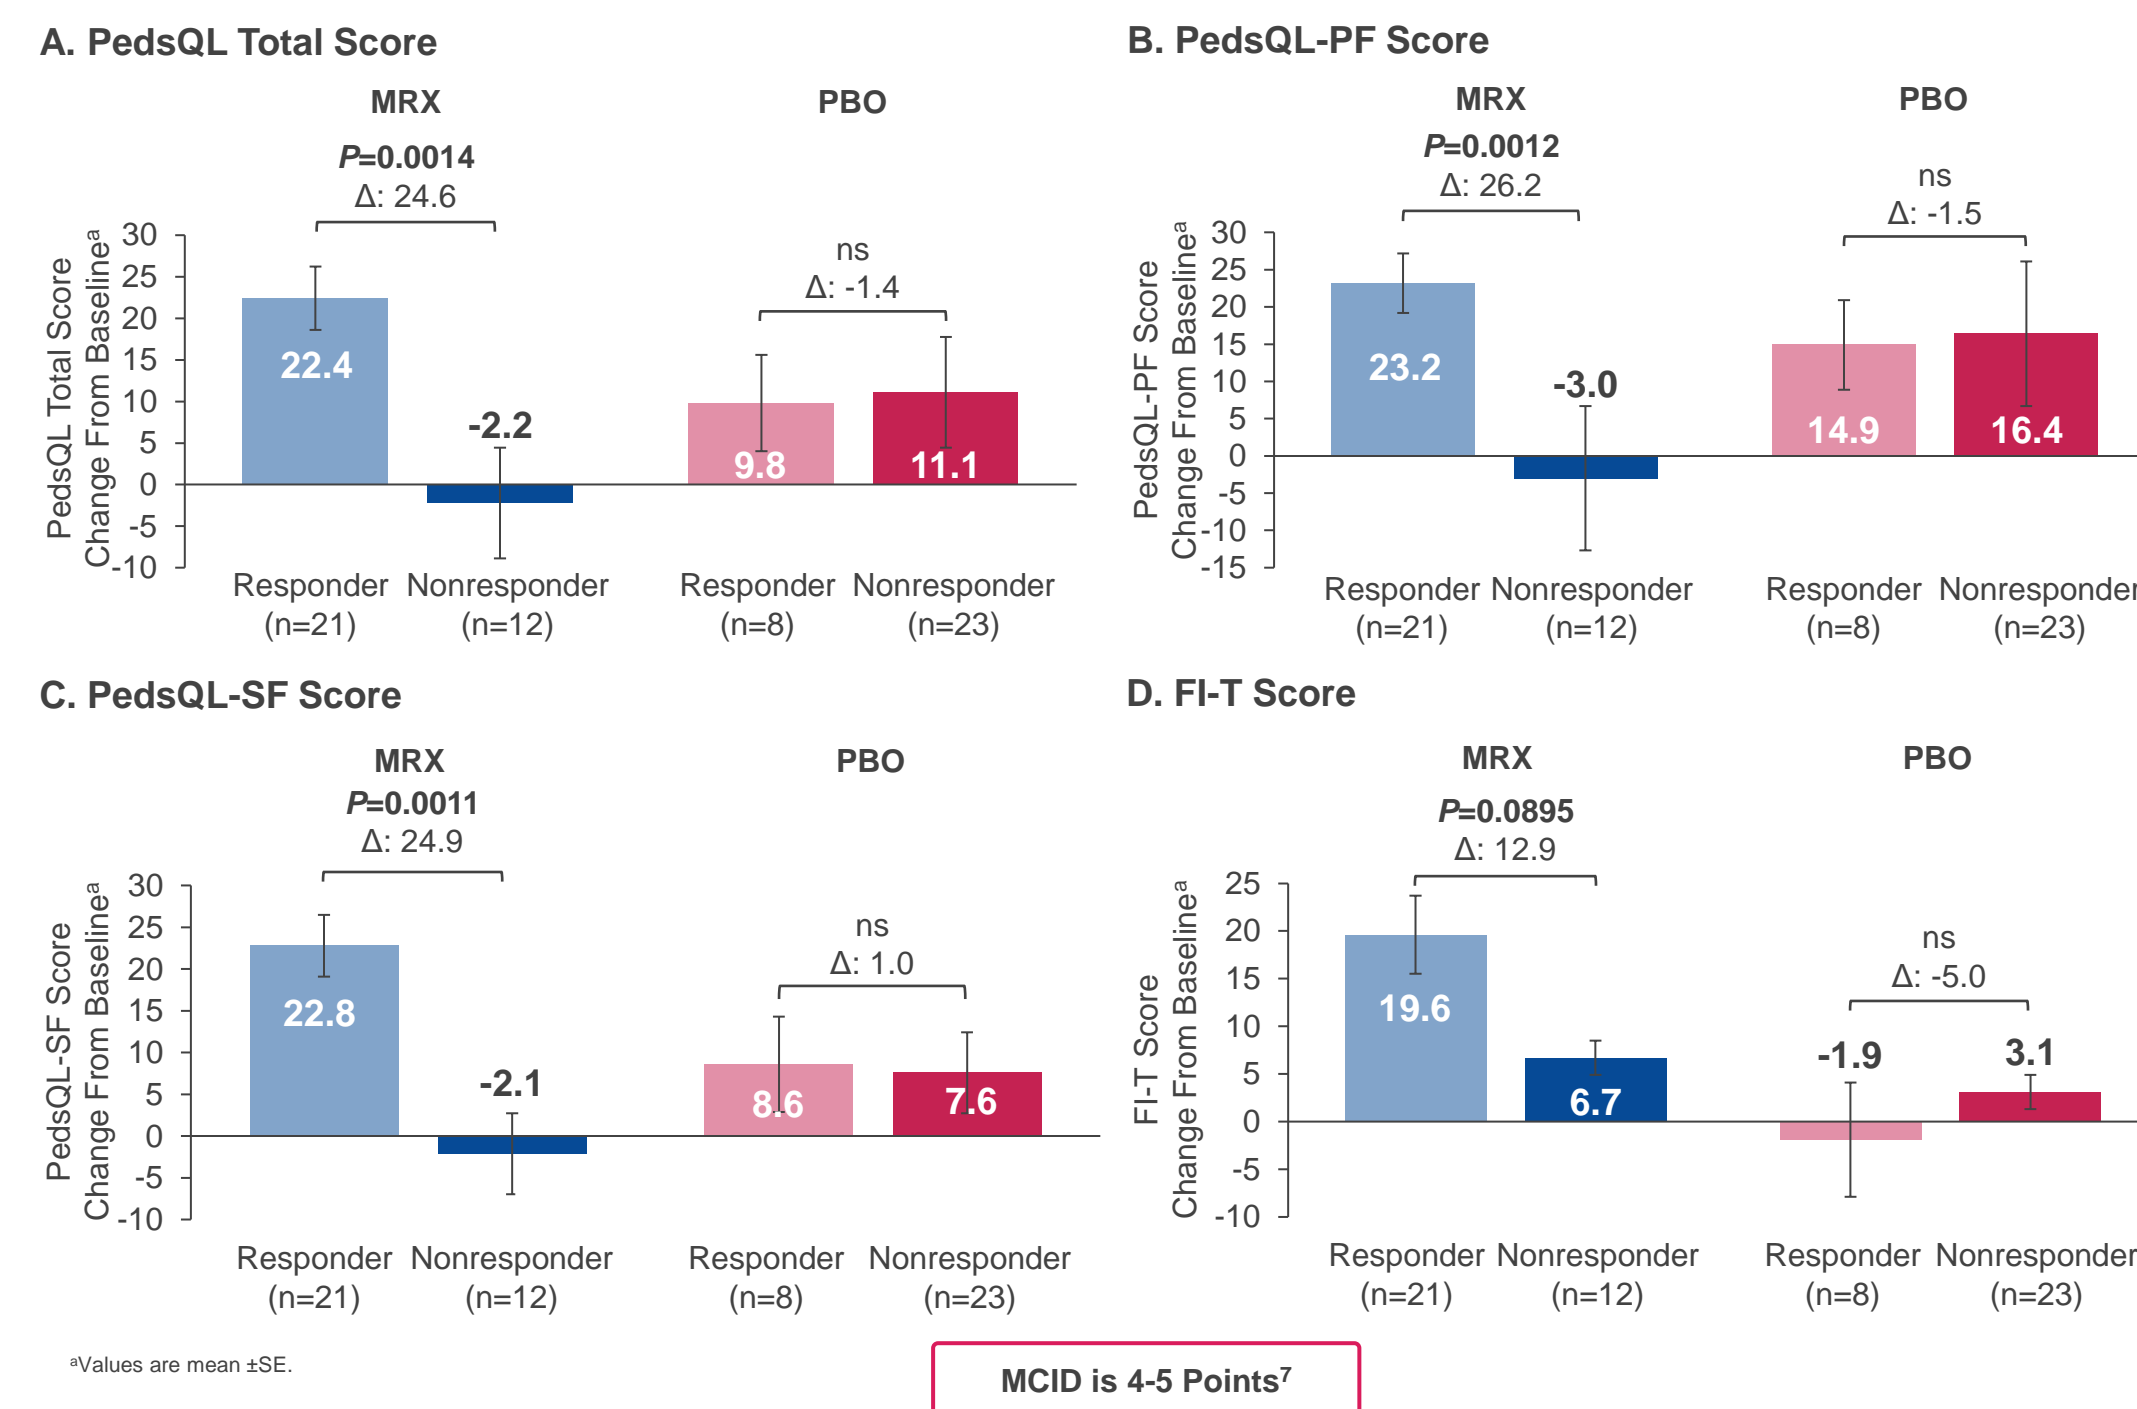 A. PedsQL Total Score
MRX
PBO
P=0.0014
Δ: 24.6
ns
Δ: -1.4
PedsQL Total Score
Change From Baselineᵃ
30
25
20
15
10
5
0
-5
-10
22.4
-2.2
9.8
11.1
Responder
(n=21)
Nonresponder
(n=12)
Responder
(n=8)
Nonresponder
(n=23)
B. PedsQL-PF Score
MRX
PBO
P=0.0012
Δ: 26.2
ns
Δ: -1.5
PedsQL-PF Score
Change From Baselineᵃ
30
25
20
15
10
5
0
-5
-10
-15
23.2
-3.0
14.9
16.4
Responder
(n=21)
Nonresponder
(n=12)
Responder
(n=8)
Nonresponder
(n=23)
C. PedsQL-SF Score
MRX
PBO
P=0.0011
Δ: 24.9
ns
Δ: 1.0
PedsQL-SF Score
Change From Baselineᵃ
30
25
20
15
10
5
0
-5
-10
22.8
-2.1
8.6
7.6
Responder
(n=21)
Nonresponder
(n=12)
Responder
(n=8)
Nonresponder
(n=23)
D. FI-T Score
MRX
PBO
P=0.0895
Δ: 12.9
ns
Δ: -5.0
FI-T Score
Change From Baselineᵃ
25
20
15
10
5
0
-5
-10
19.6
6.7
-1.9
3.1
Responder
(n=21)
Nonresponder
(n=12)
Responder
(n=8)
Nonresponder
(n=23)
ᵃValues are mean ±SE.
MCID is 4-5 Points⁷